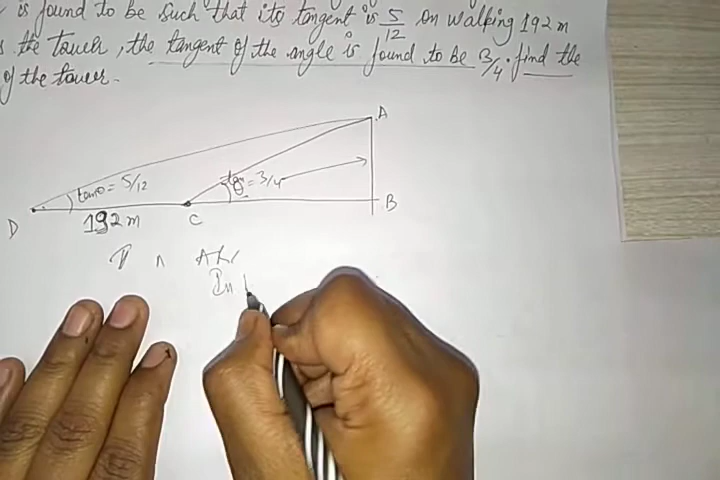 is found to be such that its tangent is 5/12 on walking 192 m
the tower, the tangent of the angle is found to be 3/4. find the
of the tower.
A
tanθ = 5/12
= 3/4
B
D
192 m
C
In